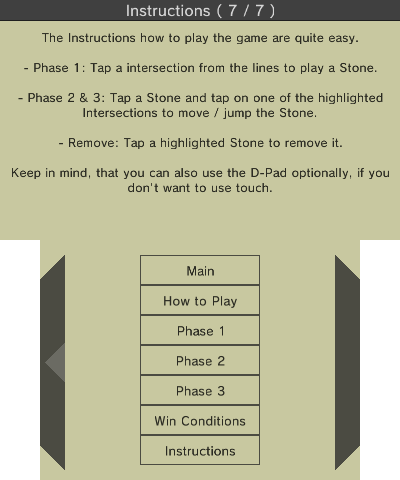 Instructions ( 7 / 7 )
The Instructions how to play the game are quite easy.
- Phase 1: Tap a intersection from the lines to play a Stone.
- Phase 2 & 3: Tap a Stone and tap on one of the highlighted
Intersections to move / jump the Stone.
- Remove: Tap a highlighted Stone to remove it.
Keep in mind, that you can also use the D-Pad optionally, if you
don't want to use touch.
Main
How to Play
Phase 1
Phase 2
Phase 3
Win Conditions
Instructions